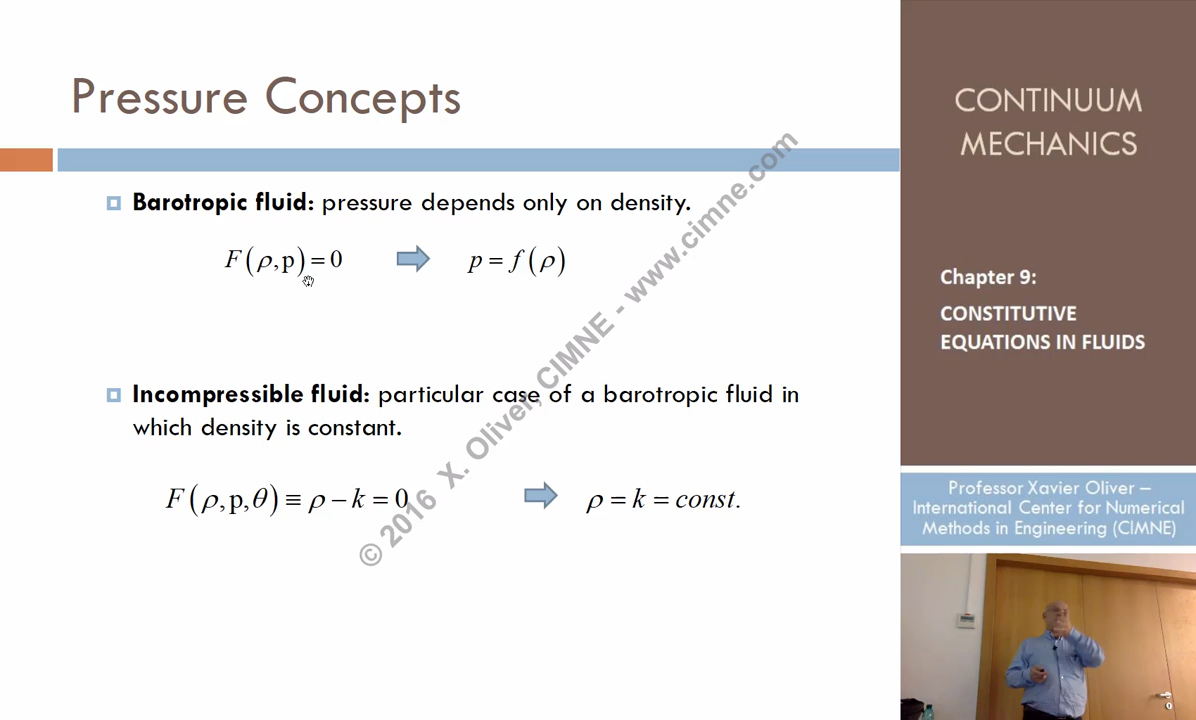 Pressure Concepts
Barotropic fluid: pressure depends only on density.
F(ρ,p)=0
p = f(ρ)
Incompressible fluid: particular case of a barotropic fluid in
which density is constant.
F(ρ,p,θ) ≡ ρ − k = 0
ρ = k = const.
© 2016 X. Oliver, CIMNE - www.cimne.com
CONTINUUM
MECHANICS
Chapter 9:
CONSTITUTIVE
EQUATIONS IN FLUIDS
Professor Xavier Oliver –
International Center for Numerical
Methods in Engineering (CIMNE)